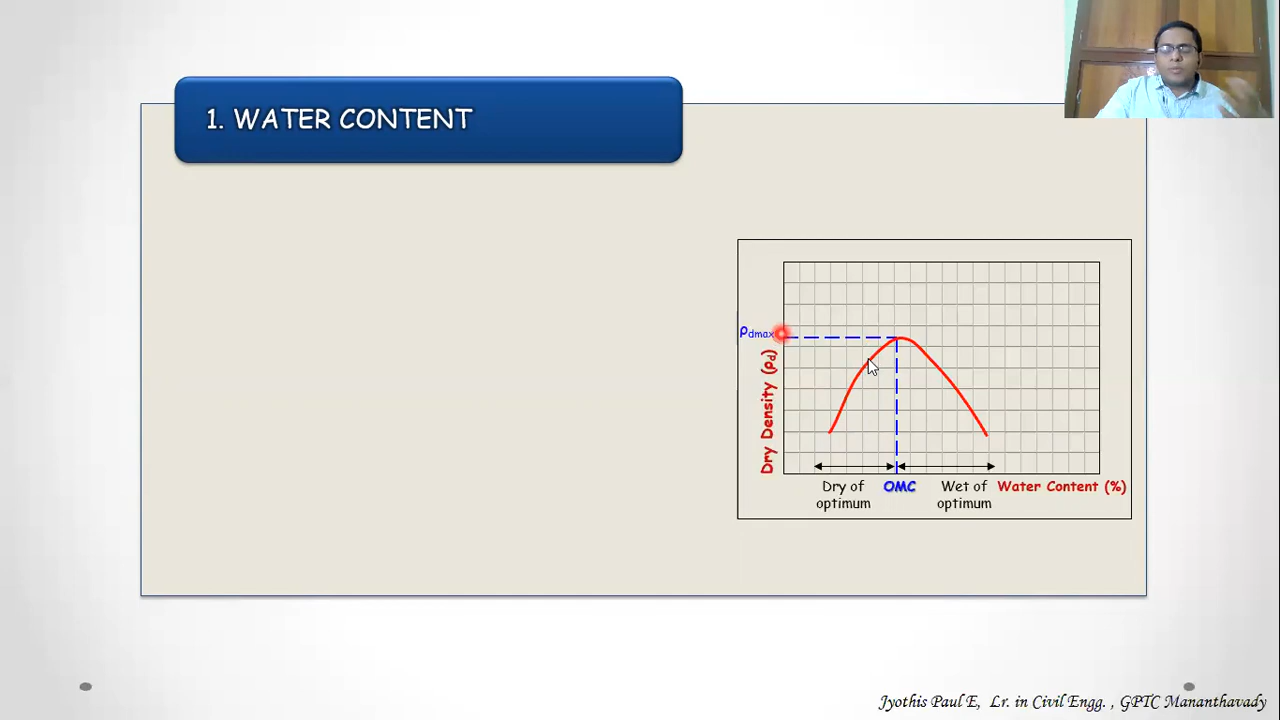 1. WATER CONTENT
ρdmax
Dry Density (ρd)
Dry of
optimum
OMC
Wet of
optimum
Water Content (%)
Jyothis Paul E, Lr. in Civil Engg. , GPTC Mananthavady